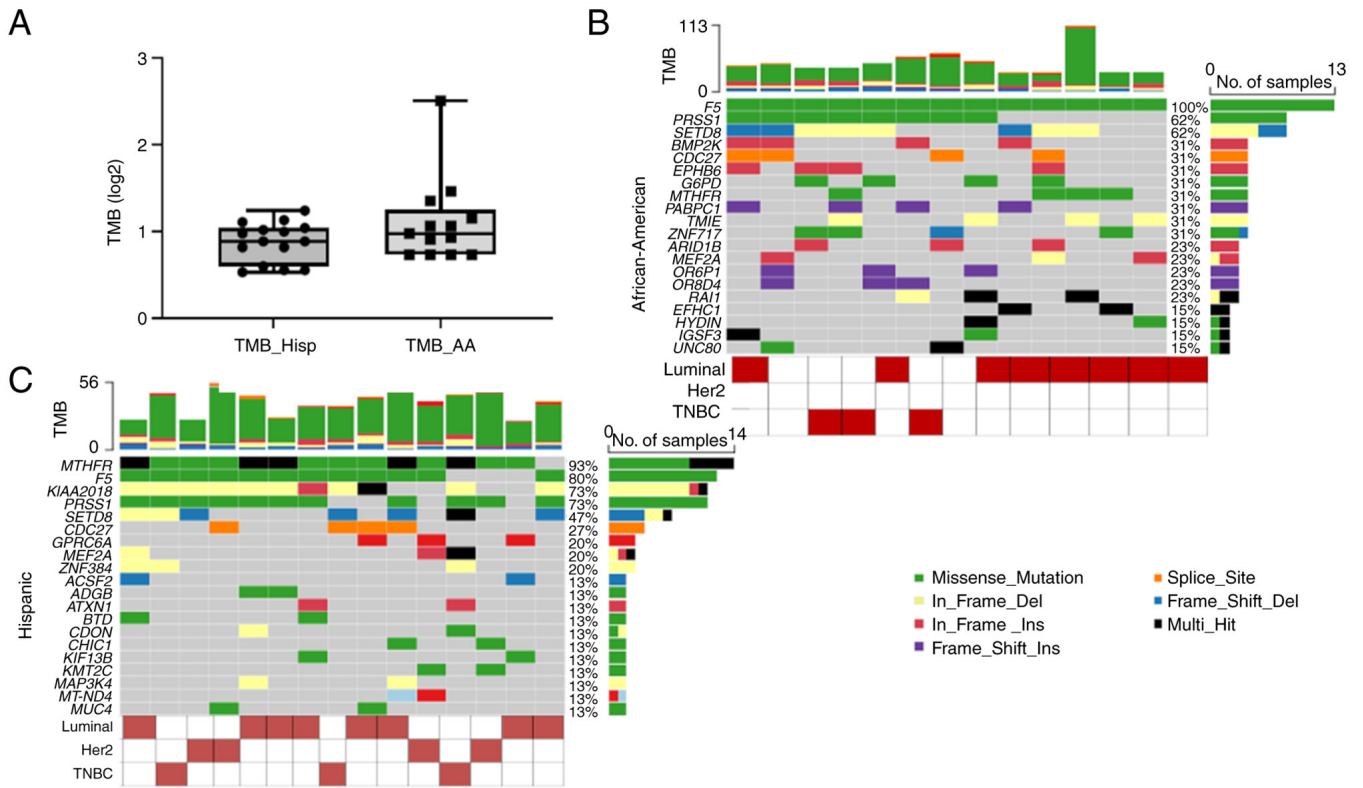 A
3
2
1
0
TMB (log2)
TMB_Hisp
TMB_AA
B
113
0
TMB
0
13
No. of samples
African-American
F5 100%
PRSS1 62%
SETD8 62%
BMP2K 31%
CDC27 31%
EPHB6 31%
G6PD 31%
MTHFR 31%
PABPC1 31%
TMIE 31%
ZNF717 31%
ARID1B 23%
MEF2A 23%
OR6P1 23%
OR8D4 23%
RAI1 23%
EFHC1 15%
HYDIN 15%
IGSF3 15%
UNC80 15%
Luminal
Her2
TNBC
C
56
0
TMB
0
14
No. of samples
Hispanic
MTHFR 93%
F5 80%
KIAA2018 73%
PRSS1 73%
SETD8 47%
CDC27 27%
GPRC6A 20%
MEF2A 20%
ZNF384 20%
ACSF2 13%
ADGB 13%
ATXN1 13%
BTD 13%
CDON 13%
CHIC1 13%
KIF13B 13%
KMT2C 13%
MAP3K4 13%
MT-ND4 13%
MUC4 13%
Luminal
Her2
TNBC
Missense_Mutation
In_Frame_Del
In_Frame _Ins
Frame_Shift_Ins
Splice_Site
Frame_Shift_Del
Multi_Hit